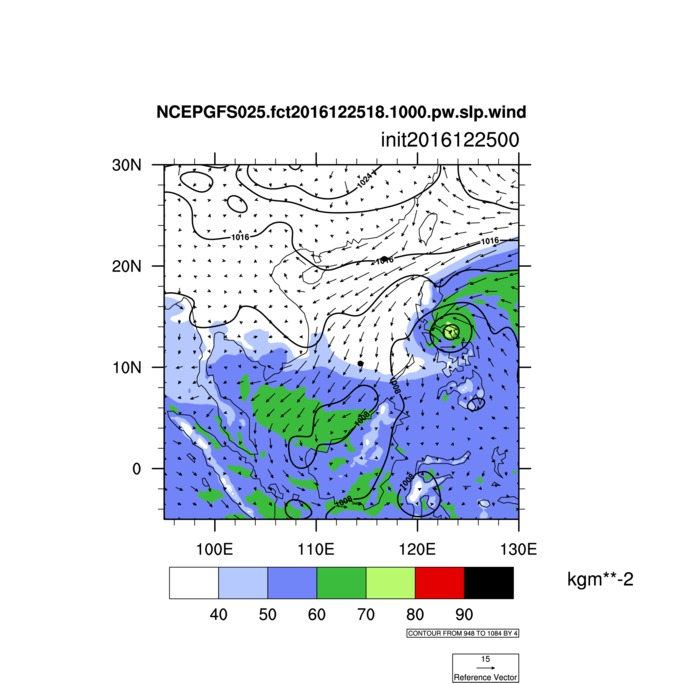 NCEPGFS025.fct2016122518.1000.pw.slp.wind
init2016122500
30N
1024
1016
1016
1016
20N
10N
1008
1008
0
1008
1008
100E 110E 120E 130E
kgm**-2
40 50 60 70 80 90
CONTOUR FROM 948 TO 1084 BY 4
15
Reference Vector